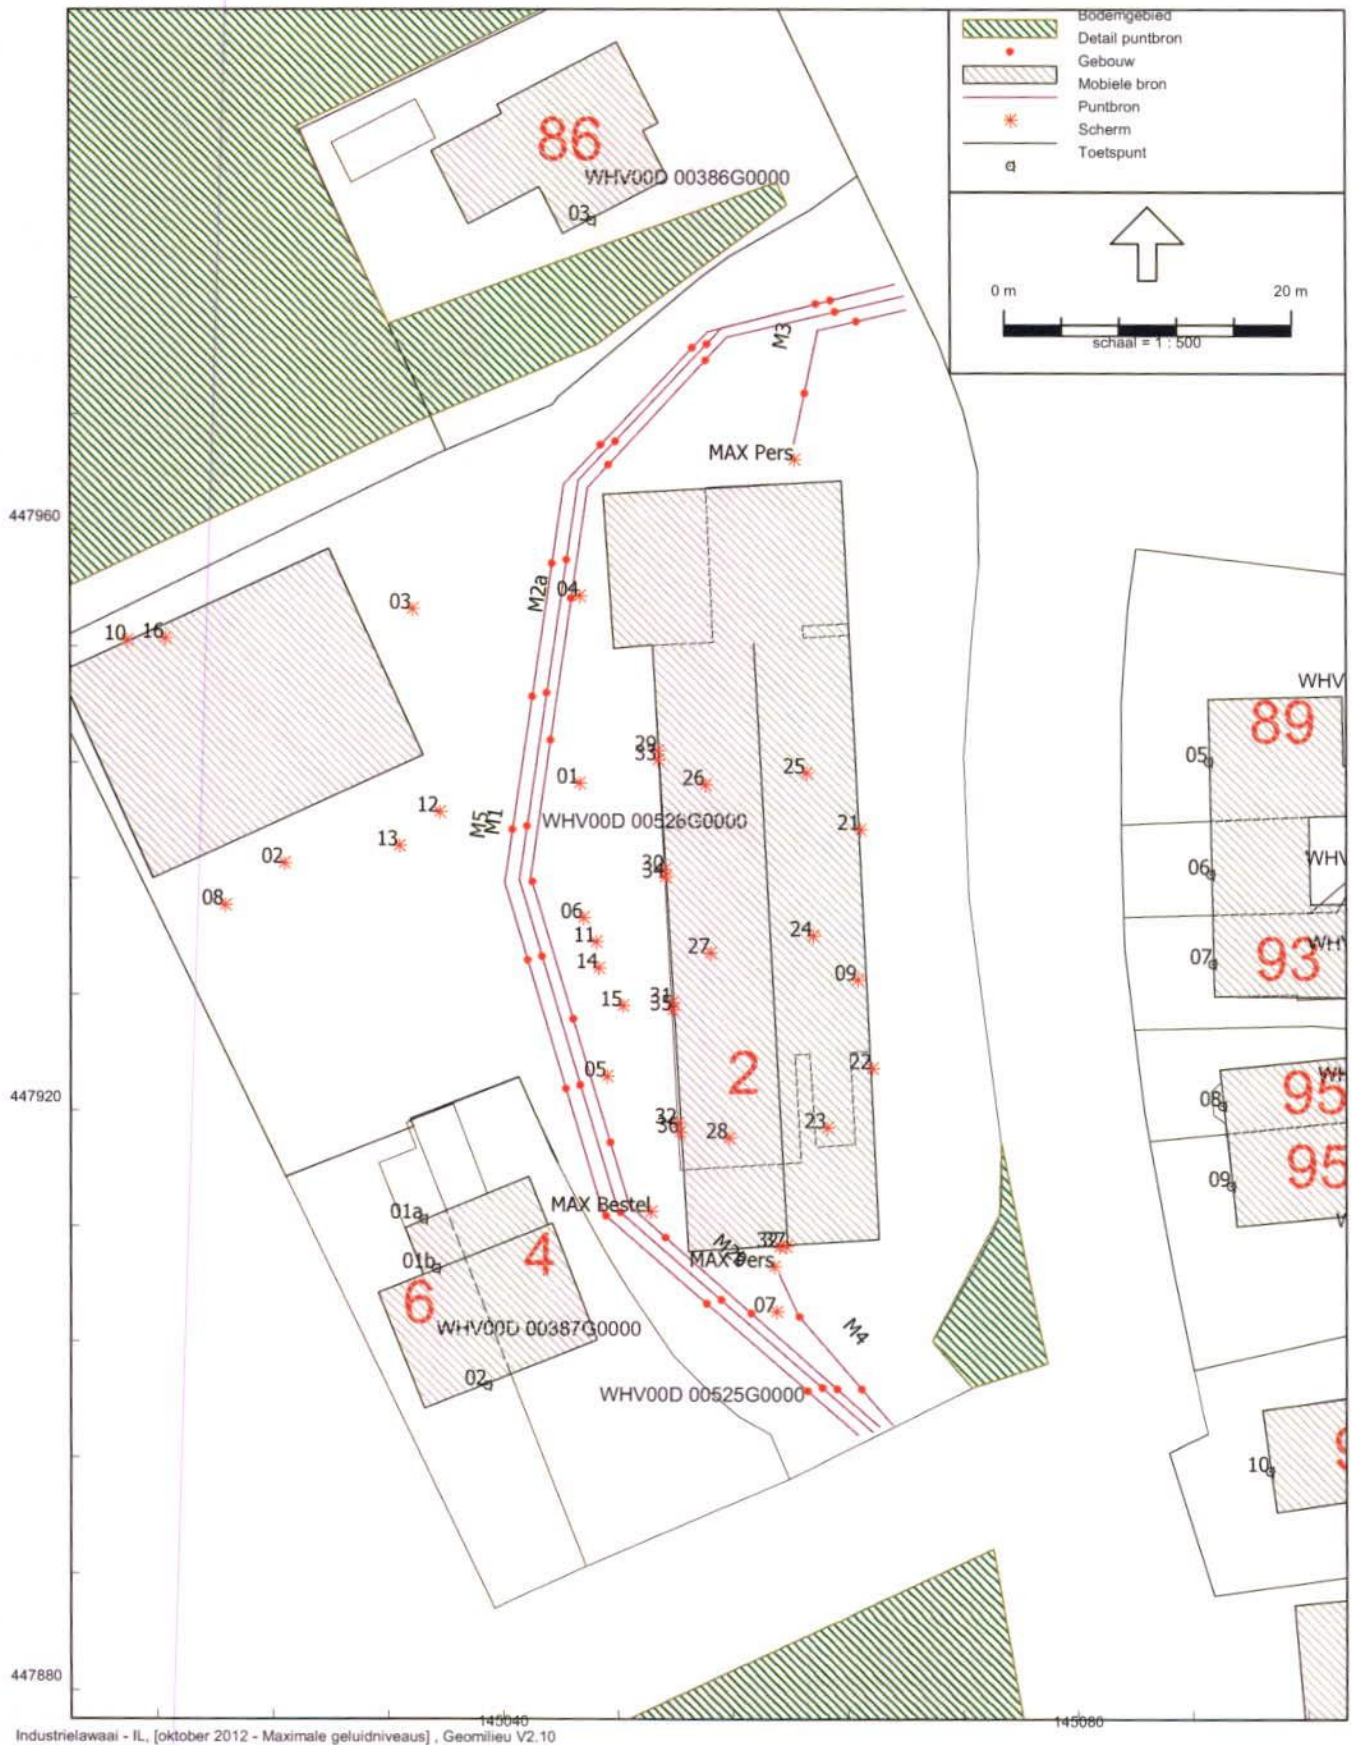 Bodemgebied
Detail puntbron
Gebouw
Mobiele bron
Puntbron
Scherm
Toetspunt
86
WHV00D 00386G0000
03
0 m 20 m
schaal = 1 : 500
M3
MAX Pers
447960
M2a
04
03
10 16
WHV
89
05
29
33
01
26
25
12
M5
M1
WHV00D 00526G0000
21
13
02
30
34
06
WHV
08
06
11
14
27
24
09
93
WHV
07
15
31
35
2
22
05
447920
32
36
28
23
WH
95
08
95
09
01a
MAX Bestel
01b
4
6
37
MAX Pers
07
M4
WHV00D 00387G0000
02
WHV00D 00525G0000
10
447880
145040 145080
Industrielawaai - IL, [oktober 2012 - Maximale geluidniveaus] , Geomilieu V2.10